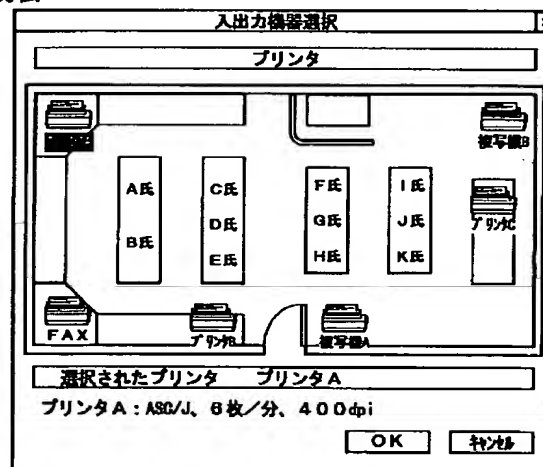 入出力機器選択
プリンタ
複写機B
A氏 C氏 F氏 I氏
プリンタC
D氏 G氏 J氏
B氏
E氏 H氏 K氏
FAX
プリンタB
複写機A
選択されたプリンタ プリンタA
プリンタA:ASC/J、6枚/分、400dpi
OK キャンセル